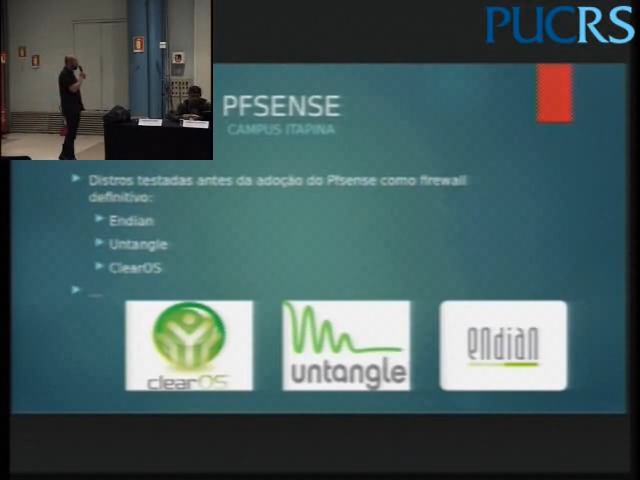 PUCRS
PFSENSE
CAMPUS ITAPINA
Distros testadas antes da adoção do Pfsense como firewall
definitivo:
Endian
Untangle
ClearOS
...
clearOS
untangle
endian